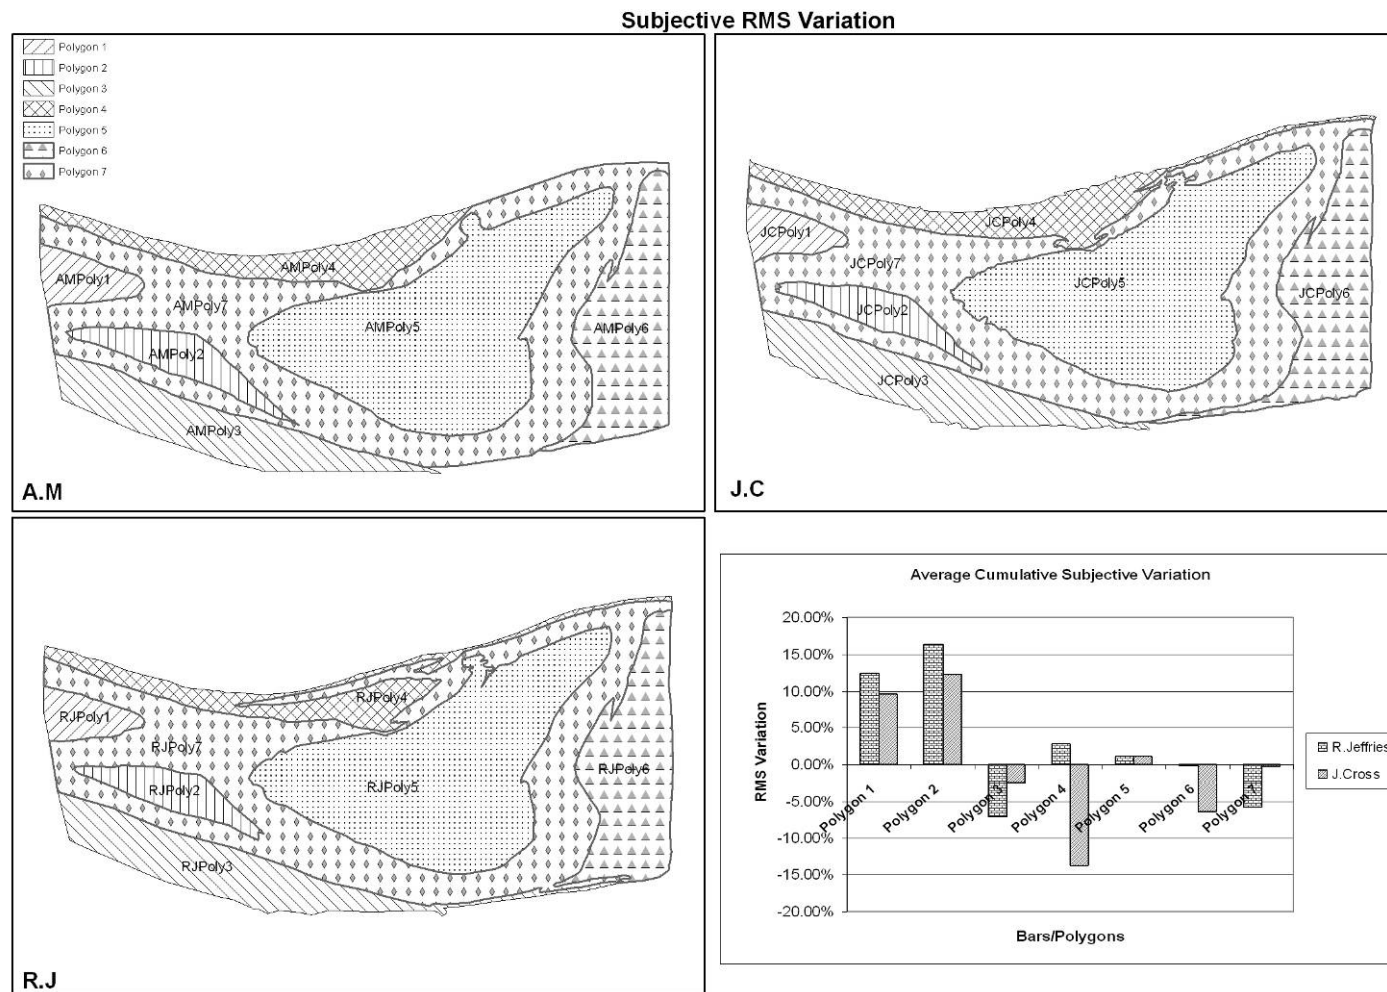 Subjective RMS Variation
Polygon 1
Polygon 2
Polygon 3
Polygon 4
Polygon 5
Polygon 6
Polygon 7
AMPoly4
AMPoly1
AMPoly7
AMPoly5
AMPoly6
AMPoly2
AMPoly3
A.M
JCPoly4
JCPoly1
JCPoly7
JCPoly5
JCPoly6
JCPoly2
JCPoly3
J.C
RJPoly4
RJPoly1
RJPoly7
RJPoly6
RJPoly5
RJPoly2
RJPoly3
R.J
Average Cumulative Subjective Variation
RMS Variation
20.00%
15.00%
10.00%
5.00%
0.00%
-5.00%
-10.00%
-15.00%
-20.00%
Polygon 1
Polygon 2
Polygon 3
Polygon 4
Polygon 5
Polygon 6
Polygon 7
Bars/Polygons
R.Jeffries
J.Cross